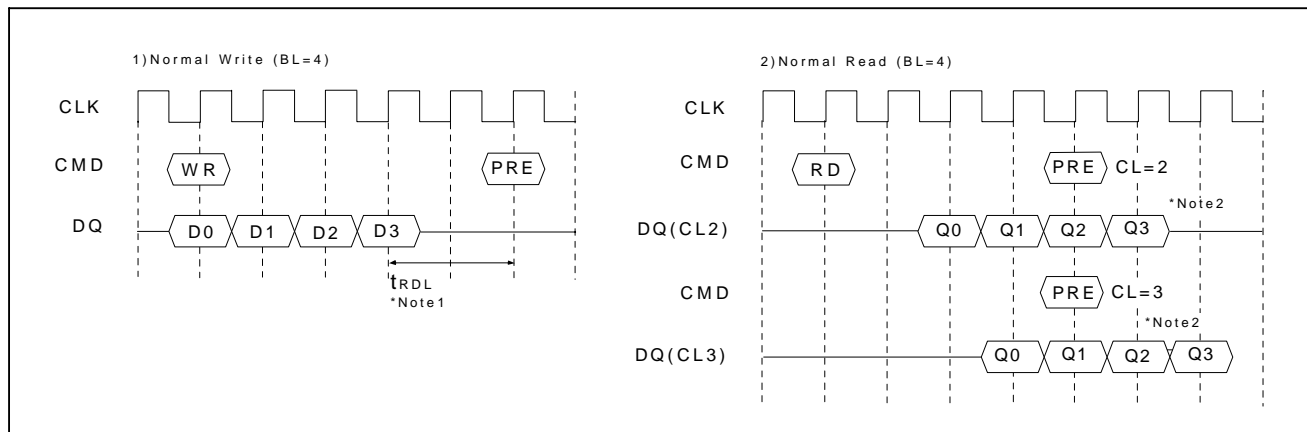 1)Normal Write (BL=4)
CLK
CMD WR PRE
DQ D0 D1 D2 D3
tRDL
*Note1
2)Normal Read (BL=4)
CLK
CMD RD PRE CL=2
*Note2
DQ(CL2) Q0 Q1 Q2 Q3
CMD PRE CL=3
*Note2
DQ(CL3) Q0 Q1 Q2 Q3